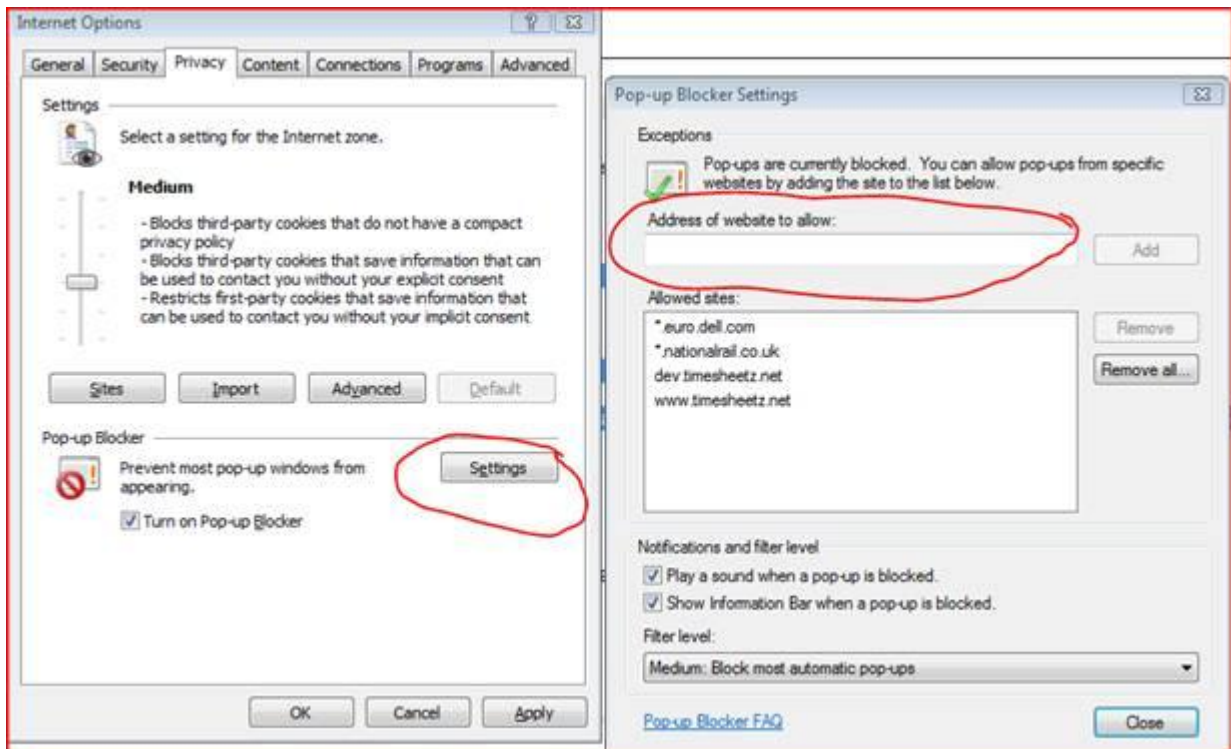 Internet Options
General Security Privacy Content Connections Programs Advanced
Settings
Select a setting for the Internet zone.
Medium
- Blocks third-party cookies that do not have a compact
privacy policy
- Blocks third-party cookies that save information that can
be used to contact you without your explicit consent
- Restricts first-party cookies that save information that
can be used to contact you without your implicit consent
Sites Import Advanced Default
Pop-up Blocker
Prevent most pop-up windows from
appearing.
Settings
Turn on Pop-up Blocker
OK Cancel Apply
Pop-up Blocker Settings
Exceptions
Pop-ups are currently blocked. You can allow pop-ups from specific
websites by adding the site to the list below.
Address of website to allow:
Add
Allowed sites:
*.euro.dell.com
*.nationalrail.co.uk
dev.timesheetz.net
www.timesheetz.net
Remove
Remove all...
Notifications and filter level
Play a sound when a pop-up is blocked.
Show Information Bar when a pop-up is blocked.
Filter level:
Medium: Block most automatic pop-ups
Pop-up Blocker FAQ
Close